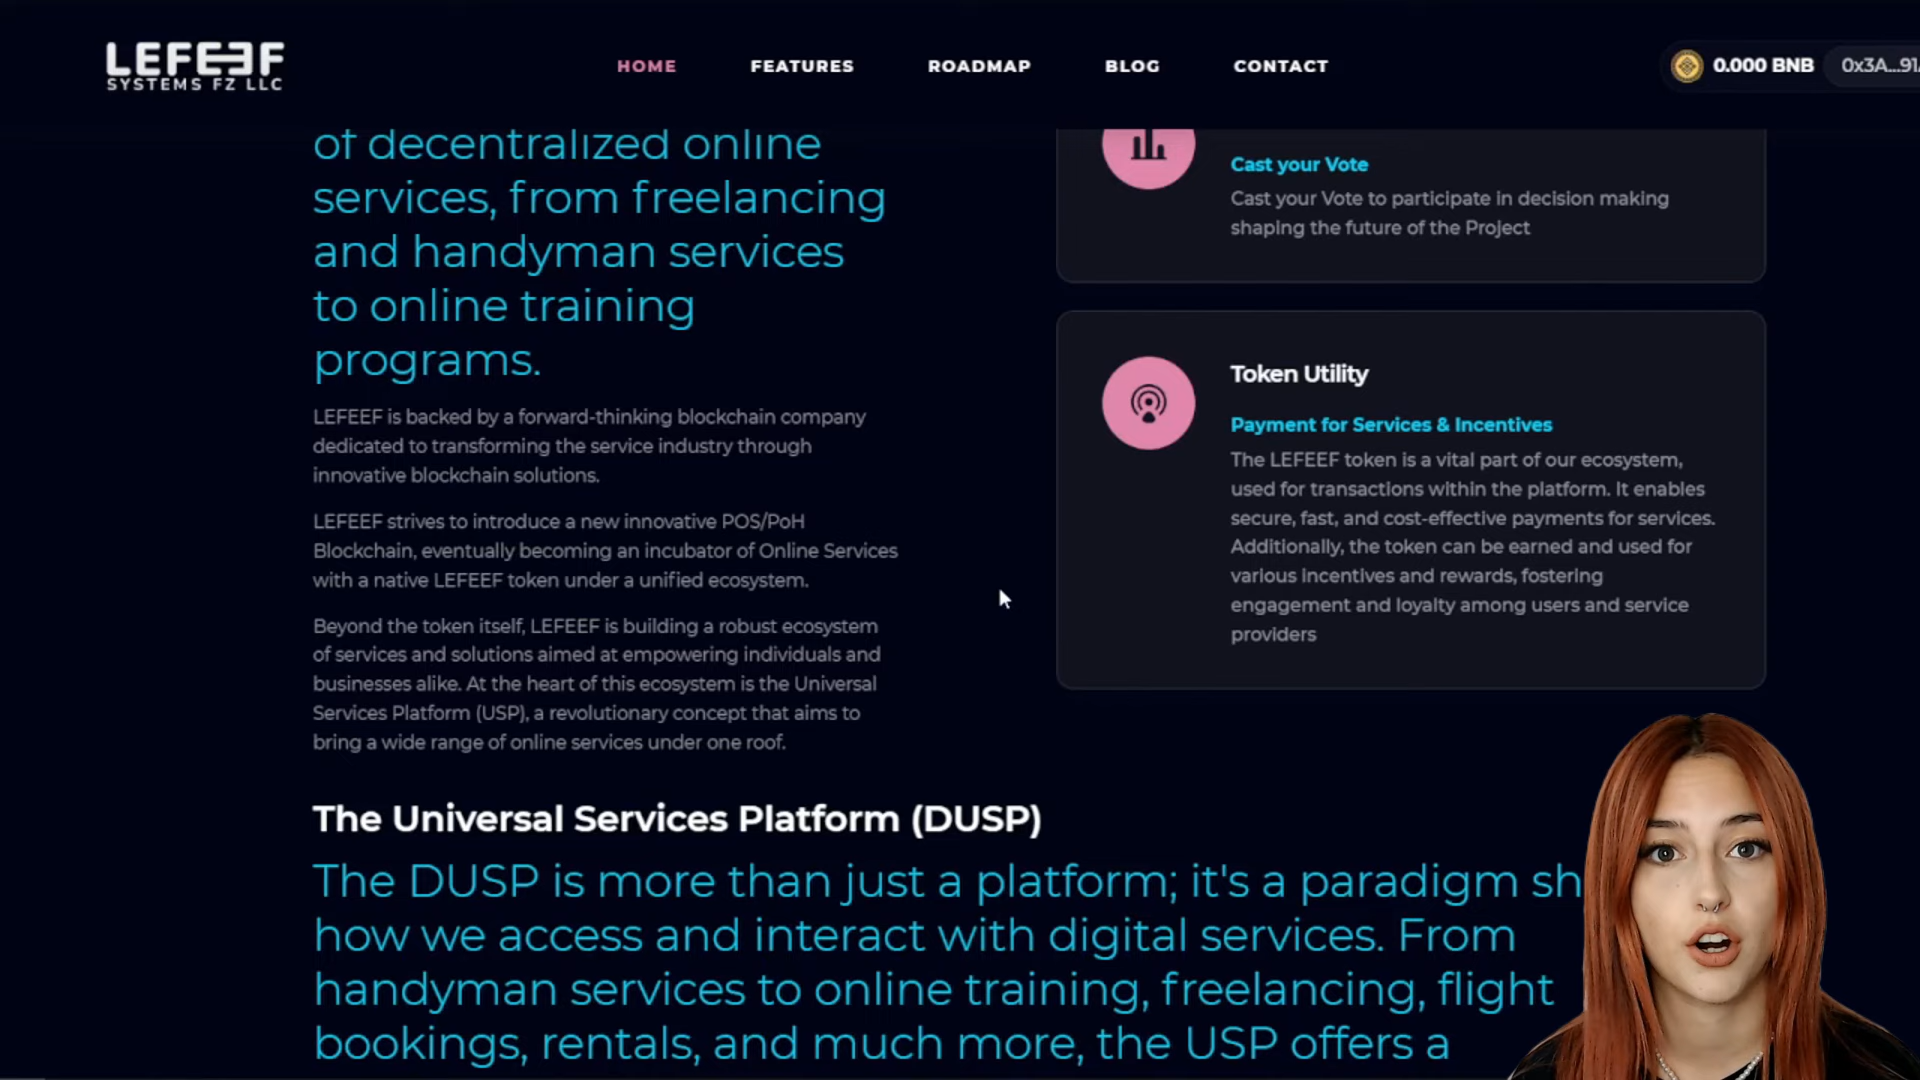 LEFEEF
SYSTEMS FZ LLC
HOME
FEATURES
ROADMAP
BLOG
CONTACT
0.000 BNB
0x3A...91
of decentralized online
services, from freelancing
and handyman services
to online training
programs.
LEFEEF is backed by a forward-thinking blockchain company
dedicated to transforming the service industry through
innovative blockchain solutions.
LEFEEF strives to introduce a new innovative POS/PoH
Blockchain, eventually becoming an incubator of Online Services
with a native LEFEEF token under a unified ecosystem.
Beyond the token itself, LEFEEF is building a robust ecosystem
of services and solutions aimed at empowering individuals and
businesses alike. At the heart of this ecosystem is the Universal
Services Platform (USP), a revolutionary concept that aims to
bring a wide range of online services under one roof.
Cast your Vote
Cast your Vote to participate in decision making
shaping the future of the Project
Token Utility
Payment for Services & Incentives
The LEFEEF token is a vital part of our ecosystem,
used for transactions within the platform. It enables
secure, fast, and cost-effective payments for services.
Additionally, the token can be earned and used for
various incentives and rewards, fostering
engagement and loyalty among users and service
providers
The Universal Services Platform (DUSP)
The DUSP is more than just a platform; it's a paradigm sh
how we access and interact with digital services. From
handyman services to online training, freelancing, flight
bookings, rentals, and much more, the USP offers a